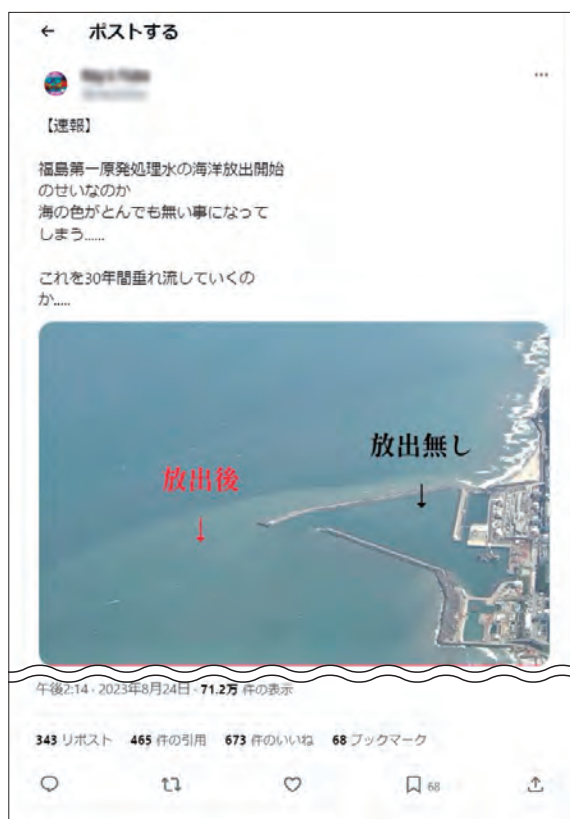 ← ポストする
【速報】
福島第一原発処理水の海洋放出開始
のせいなのか
海の色がとんでも無い事になって
しまう......
これを30年間垂れ流していくの
か.....
放出無し
↓
放出後
↓
午後2:14 · 2023年8月24日 · 71.2万 件の表示
343 リポスト 465 件の引用 673 件のいいね 68 ブックマーク
68